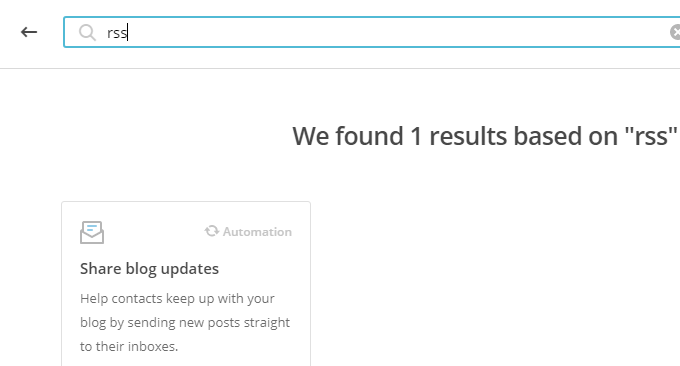 rss
We found 1 results based on "rss"
Automation
Share blog updates
Help contacts keep up with your
blog by sending new posts straight
to their inboxes.